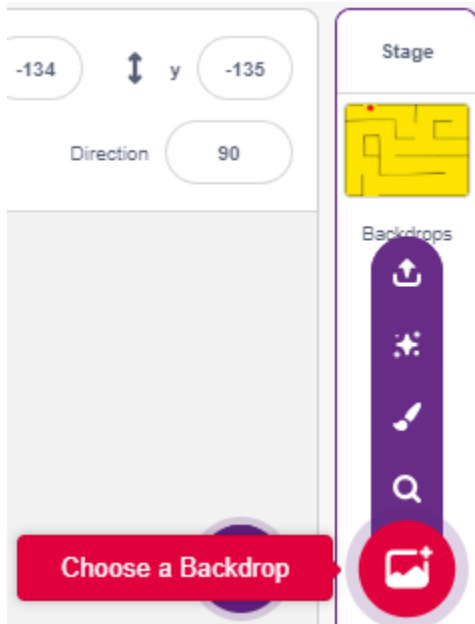 Stage
-134 y -135
Direction 90
Backdrops
Choose a Backdrop